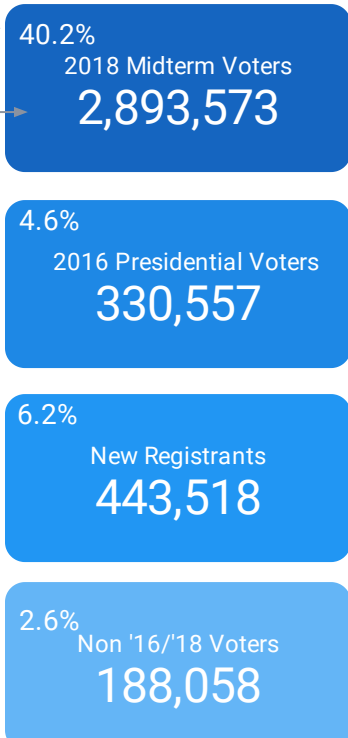 40.2%
2018 Midterm Voters
2,893,573
4.6%
2016 Presidential Voters
330,557
6.2%
New Registrants
443,518
2.6%
Non '16/'18 Voters
188,058